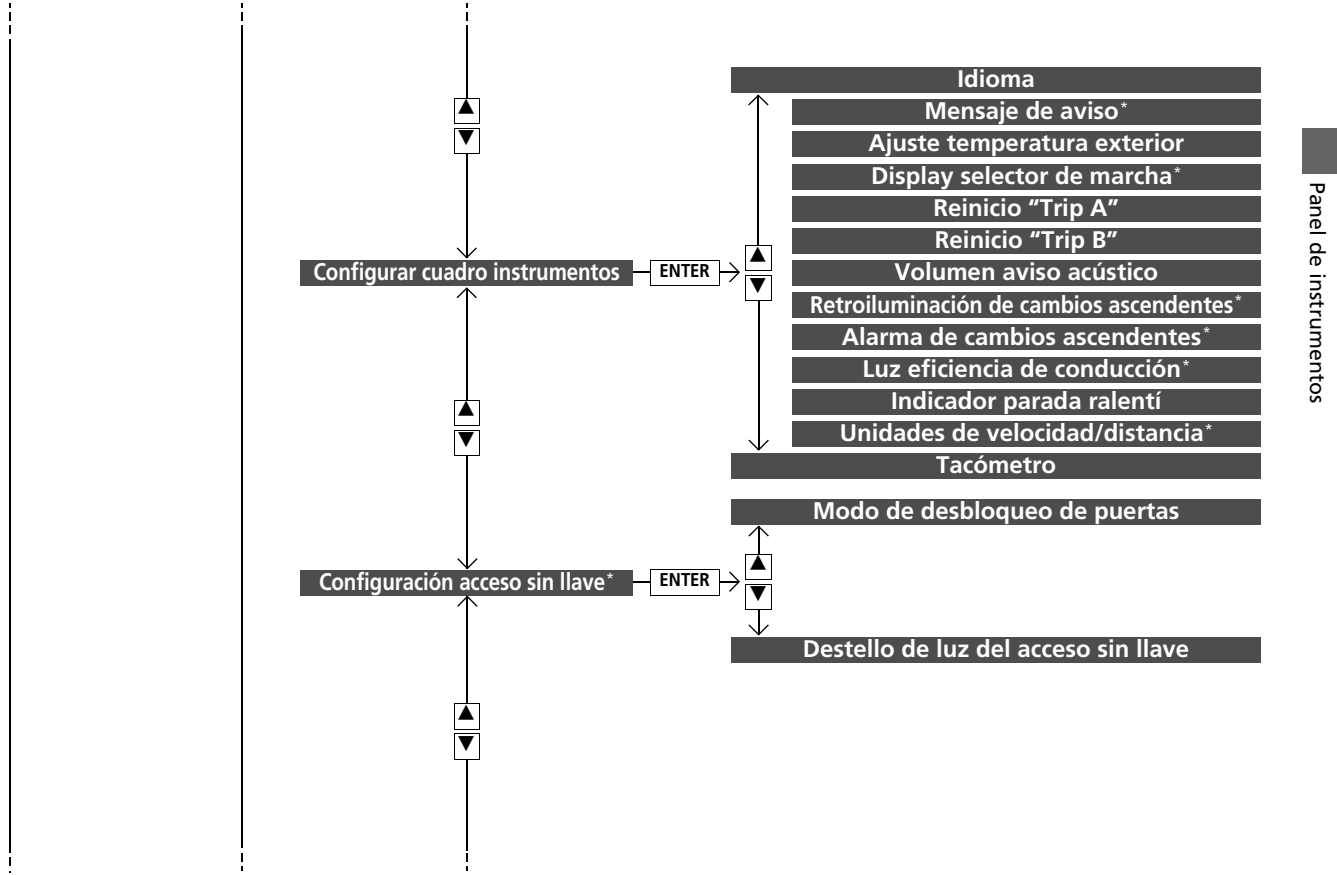 Idioma
▲
▼
Mensaje de aviso*
Ajuste temperatura exterior
Display selector de marcha*
Reinicio “Trip A”
Reinicio “Trip B”
Configurar cuadro instrumentos
ENTER
▲
▼
Volumen aviso acústico
Retroiluminación de cambios ascendentes*
Alarma de cambios ascendentes*
Luz eficiencia de conducción*
Indicador parada ralentí
Unidades de velocidad/distancia*
Tacómetro
▲
▼
Modo de desbloqueo de puertas
Configuración acceso sin llave*
ENTER
▲
▼
Destello de luz del acceso sin llave
▲
▼
Panel de instrumentos